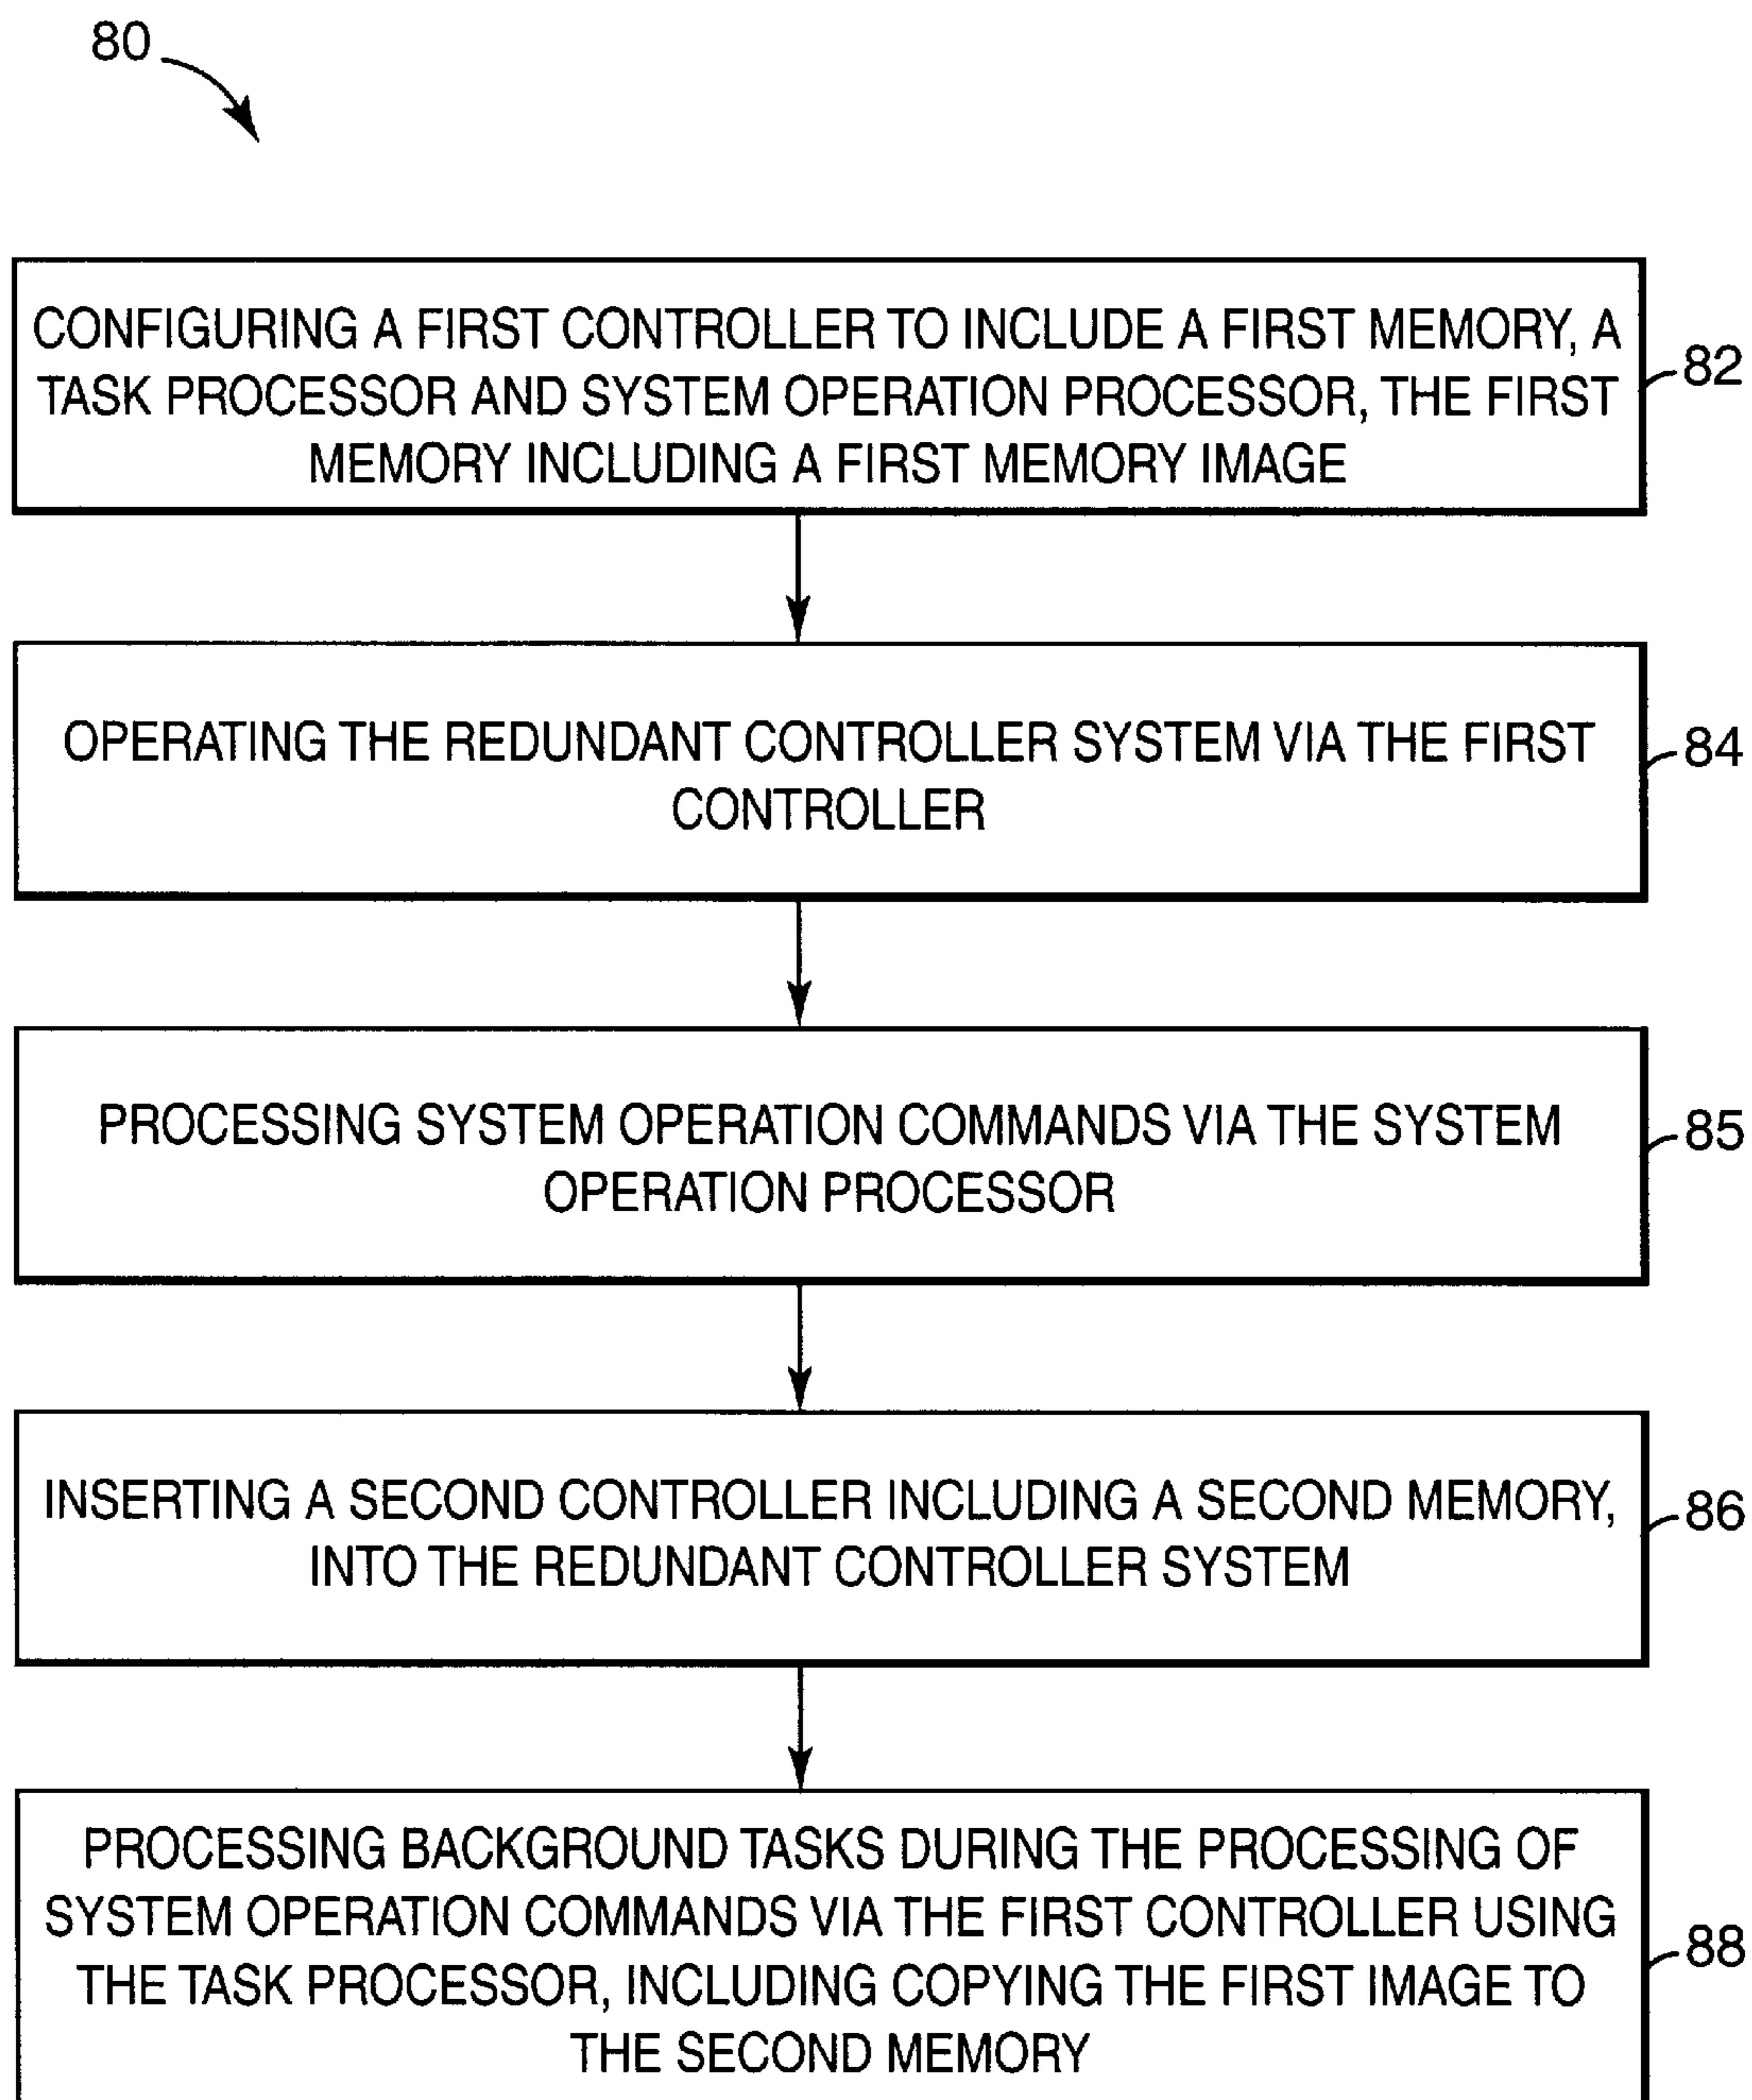 80
CONFIGURING A FIRST CONTROLLER TO INCLUDE A FIRST MEMORY, A
TASK PROCESSOR AND SYSTEM OPERATION PROCESSOR, THE FIRST
MEMORY INCLUDING A FIRST MEMORY IMAGE
82
OPERATING THE REDUNDANT CONTROLLER SYSTEM VIA THE FIRST
CONTROLLER
84
PROCESSING SYSTEM OPERATION COMMANDS VIA THE SYSTEM
OPERATION PROCESSOR
85
INSERTING A SECOND CONTROLLER INCLUDING A SECOND MEMORY,
INTO THE REDUNDANT CONTROLLER SYSTEM
86
PROCESSING BACKGROUND TASKS DURING THE PROCESSING OF
SYSTEM OPERATION COMMANDS VIA THE FIRST CONTROLLER USING
THE TASK PROCESSOR, INCLUDING COPYING THE FIRST IMAGE TO
THE SECOND MEMORY
88